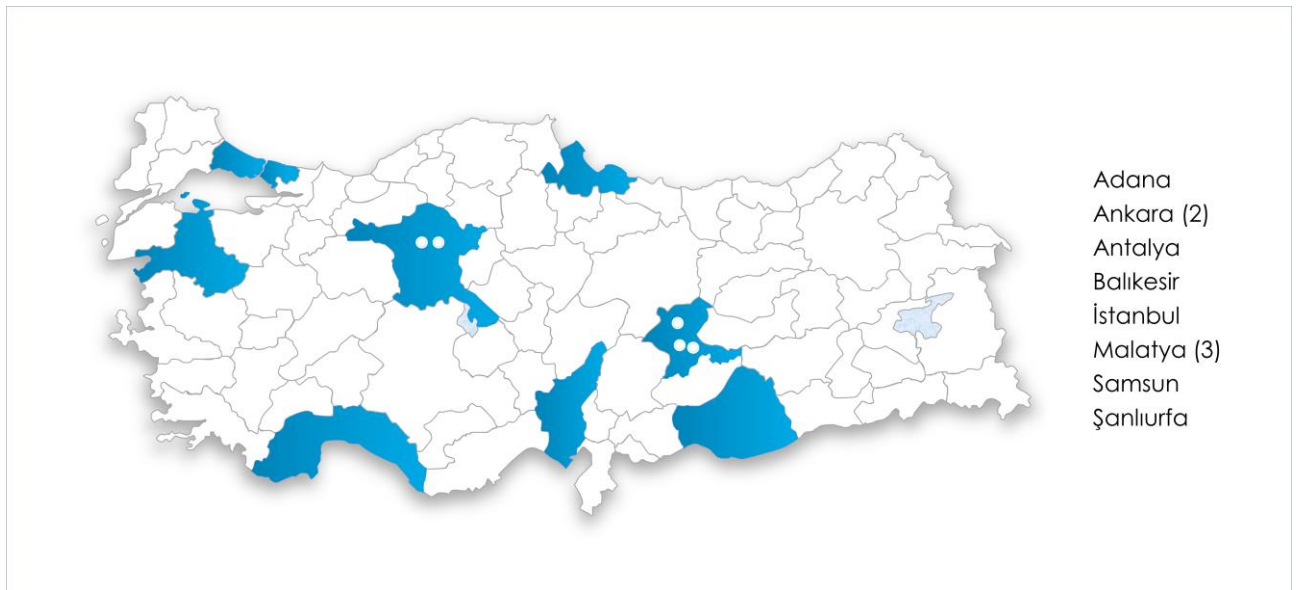 Adana
Ankara (2)
Antalya
Balıkesir
İstanbul
Malatya (3)
Samsun
Şanlıurfa